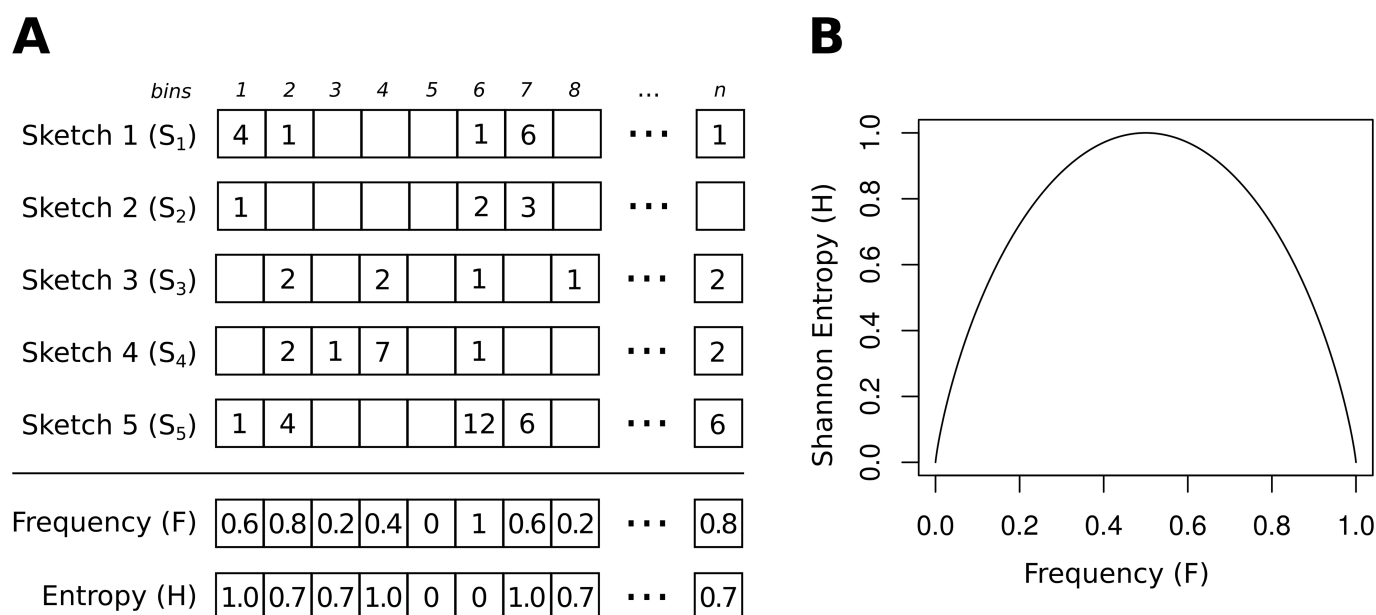 A
bins 1 2 3 4 5 6 7 8 ... n
Sketch 1 (S1) 4 1 1 6 ... 1
Sketch 2 (S2) 1 2 3 ...
Sketch 3 (S3) 2 2 1 1 ... 2
Sketch 4 (S4) 2 1 7 1 ... 2
Sketch 5 (S5) 1 4 12 6 ... 6
Frequency (F) 0.6 0.8 0.2 0.4 0 1 0.6 0.2 ... 0.8
Entropy (H) 1.0 0.7 0.7 1.0 0 0 1.0 0.7 ... 0.7
B
Shannon Entropy (H)
1.0
0.8
0.6
0.4
0.2
0.0
0.0 0.2 0.4 0.6 0.8 1.0
Frequency (F)